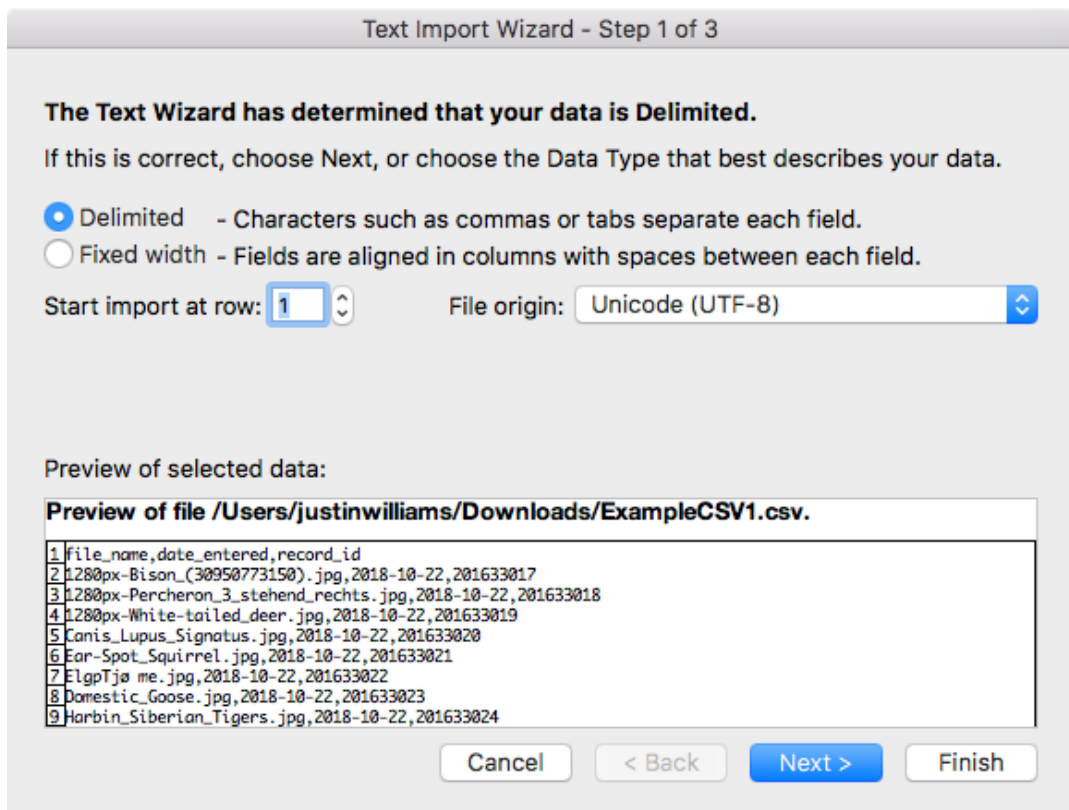 Text Import Wizard - Step 1 of 3
The Text Wizard has determined that your data is Delimited.
If this is correct, choose Next, or choose the Data Type that best describes your data.
Delimited - Characters such as commas or tabs separate each field.
Fixed width - Fields are aligned in columns with spaces between each field.
Start import at row: 1 File origin: Unicode (UTF-8)
Preview of selected data:
Preview of file /Users/justinwilliams/Downloads/ExampleCSV1.csv.
1 file_name,date_entered,record_id
2 1280px-Bison_(30950773150).jpg,2018-10-22,201633017
3 1280px-Percheron_3_stehend_rechts.jpg,2018-10-22,201633018
4 1280px-White-tailed_deer.jpg,2018-10-22,201633019
5 Canis_Lupus_Signatus.jpg,2018-10-22,201633020
6 Ear-Spot_Squirrel.jpg,2018-10-22,201633021
7 ElgpTjø me.jpg,2018-10-22,201633022
8 Domestic_Goose.jpg,2018-10-22,201633023
9 Harbin_Siberian_Tigers.jpg,2018-10-22,201633024
Cancel < Back Next > Finish